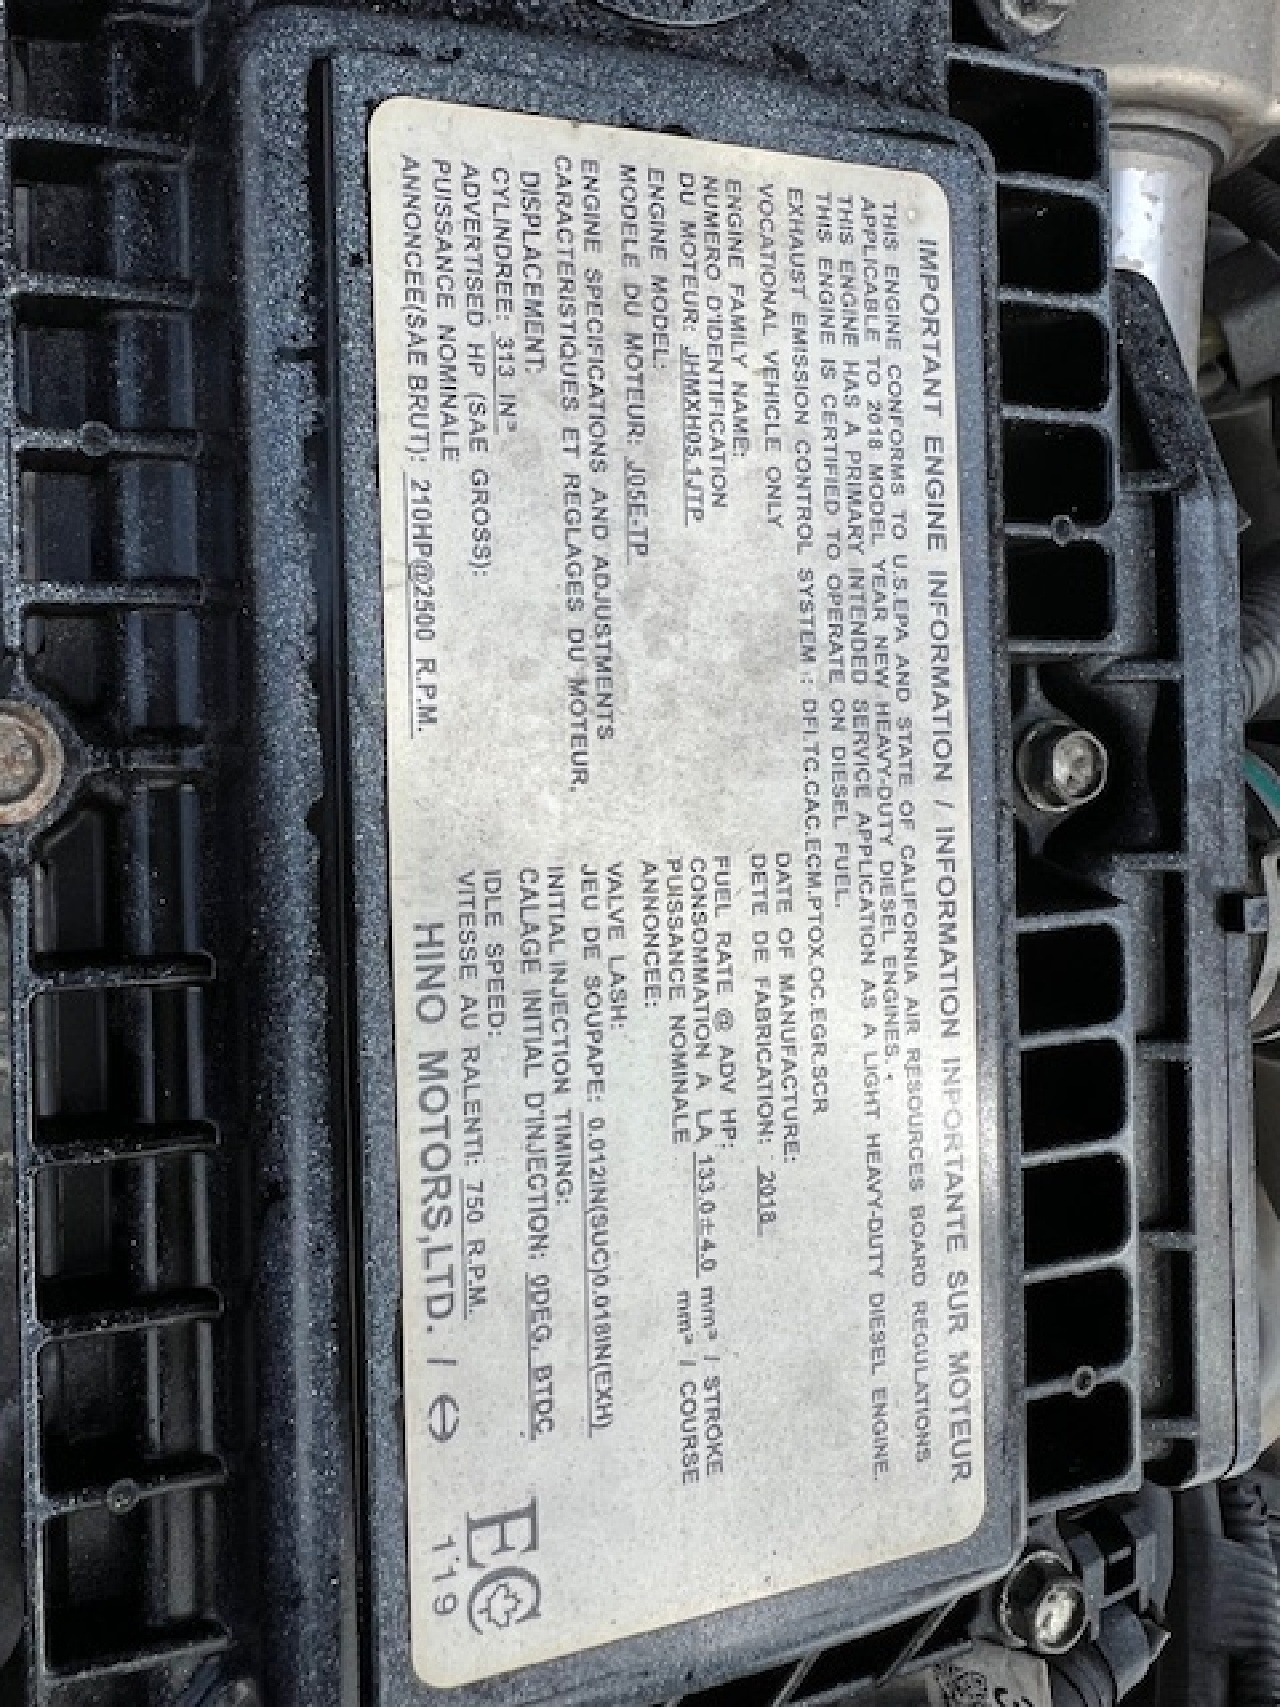 IMPORTANT ENGINE INFORMATION / INFORMATION INPORTANTE SUR MOTEUR
THIS ENGINE CONFORMS TO U.S.EPA AND STATE OF CALIFORNIA AIR RESOURCES BOARD REGULATIONS
APPLICABLE TO 2018 MODEL YEAR NEW HEAVY-DUTY DIESEL ENGINES.
THIS ENGINE HAS A PRIMARY INTENDED SERVICE APPLICATION AS A LIGHT HEAVY-DUTY DIESEL ENGINE.
THIS ENGINE IS CERTIFIED TO OPERATE ON DIESEL FUEL.
EXHAUST EMISSION CONTROL SYSTEM : DFI.TC.CAC.ECM.PTOX.OC.EGR.SCR
VOCATIONAL VEHICLE ONLY
ENGINE FAMILY NAME:
NUMERO D'IDENTIFICATION
DU MOTEUR: JHMXH05.1JTP
ENGINE MODEL:
MODELE DU MOTEUR: J05E-TP
ENGINE SPECIFICATIONS AND ADJUSTMENTS
CARACTERISTIQUES ET REGLAGES DU MOTEUR,
DISPLACEMENT:
CYLINDREE: 313 IN³
ADVERTISED HP (SAE GROSS):
PUISSANCE NOMINALE
ANNONCEE(SAE BRUT): 210HP@2500 R.P.M.
DATE OF MANUFACTURE:
DETE DE FABRICATION: 2018
FUEL RATE @ ADV HP:
CONSOMMATION A LA 133.0±4.0 mm³ / STROKE
PUISSANCE NOMINALE mm³ / COURSE
ANNONCEE:
VALVE LASH:
JEU DE SOUPAPE: 0.012IN(SUC)0.018IN(EXH)
INITIAL INJECTION TIMING:
CALAGE INITIAL D'INJECTION: 0DEG. BTDC
IDLE SPEED:
VITESSE AU RALENTI: 750 R.P.M.
HINO MOTORS,LTD. /
EC
119